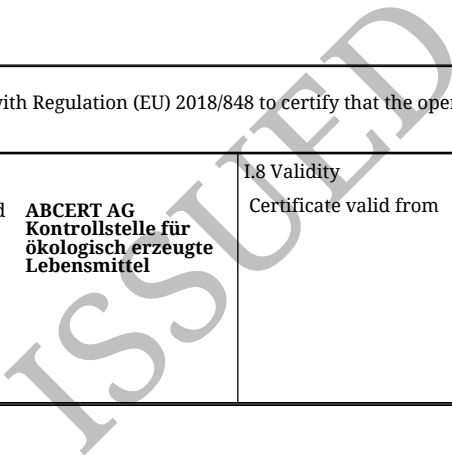 with Regulation (EU) 2018/848 to certify that the
I.8 Validity
Certificate valid from
ABCERT AG
Kontrollstelle für
ökologisch erzeugte
Lebensmittel
ISSUED